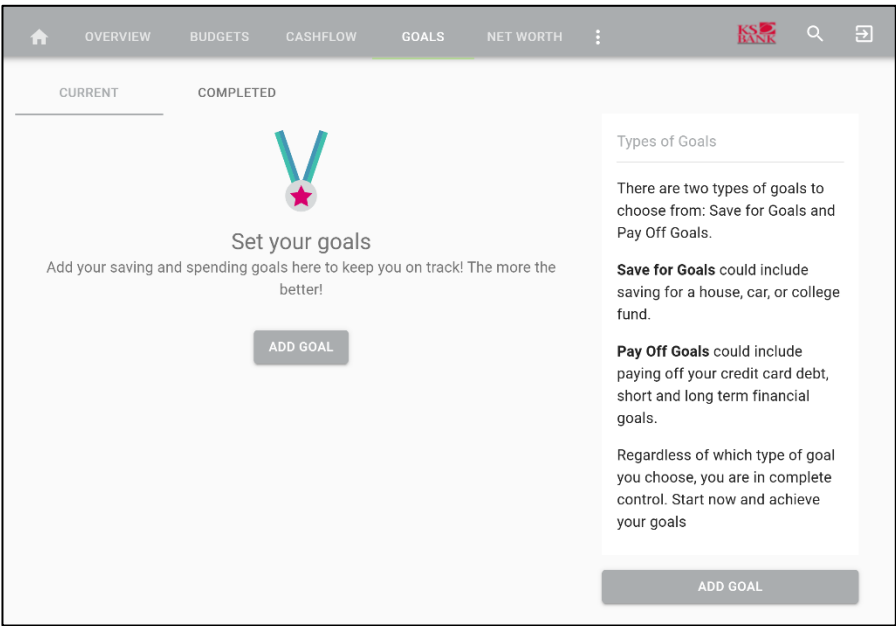 OVERVIEW BUDGETS CASHFLOW GOALS NET WORTH
KS
BANK
CURRENT COMPLETED
Set your goals
Add your saving and spending goals here to keep you on track! The more the
better!
ADD GOAL
Types of Goals
There are two types of goals to
choose from: Save for Goals and
Pay Off Goals.
Save for Goals could include
saving for a house, car, or college
fund.
Pay Off Goals could include
paying off your credit card debt,
short and long term financial
goals.
Regardless of which type of goal
you choose, you are in complete
control. Start now and achieve
your goals
ADD GOAL